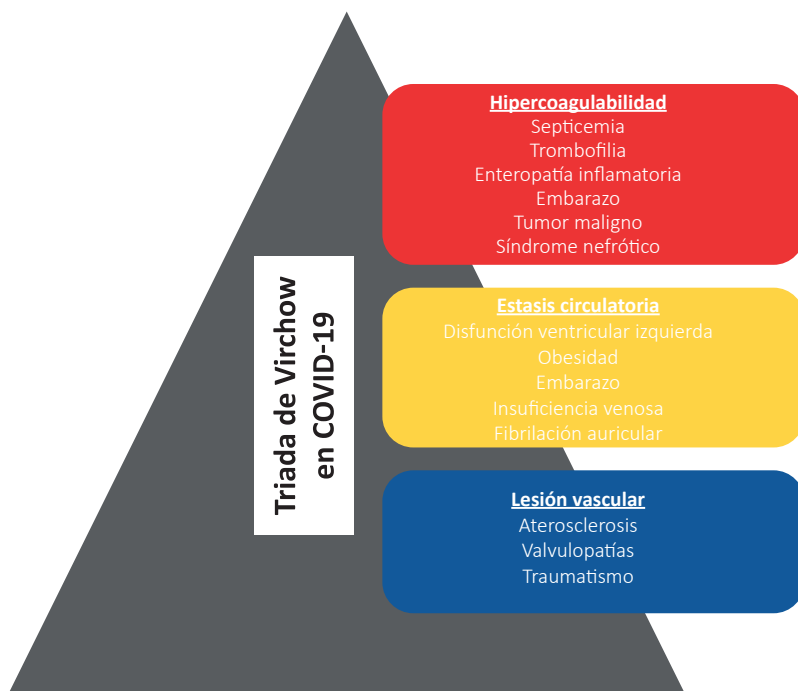 Triada de Virchow
en COVID-19
Hipercoagulabilidad
Septicemia
Trombofilia
Enteropatía inflamatoria
Embarazo
Tumor maligno
Síndrome nefrótico
Estasis circulatoria
Disfunción ventricular izquierda
Obesidad
Embarazo
Insuficiencia venosa
Fibrilación auricular
Lesión vascular
Aterosclerosis
Valvulopatías
Traumatismo